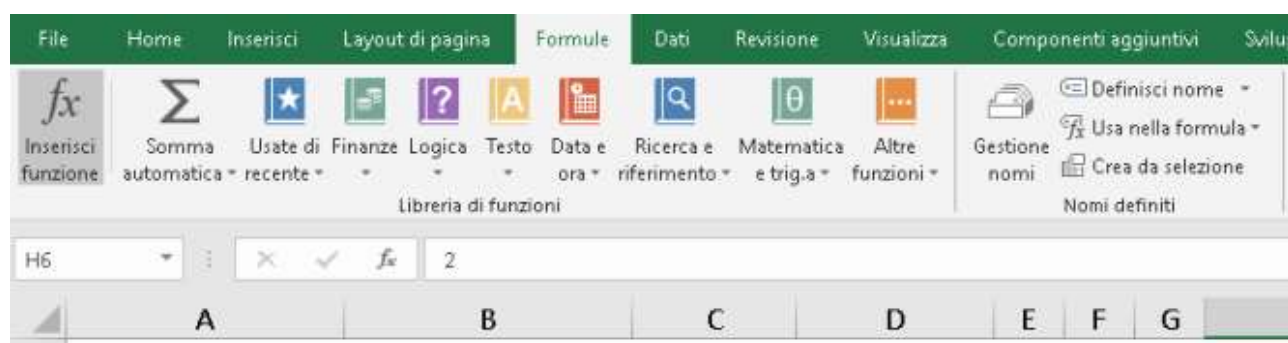 File Home Inserisci Layout di pagina Formule Dati Revisione Visualizza Componenti aggiuntivi Svilu
fx Σ ? A θ
Inserisci Somma Usate di Finanze Logica Testo Data e Ricerca e Matematica Altre Gestione Definisci nome
funzione automatica recente ora riferimento e trig.a funzioni nomi Usa nella formula
Crea da selezione
Libreria di funzioni Nomi definiti
H6 fx 2
A B C D E F G